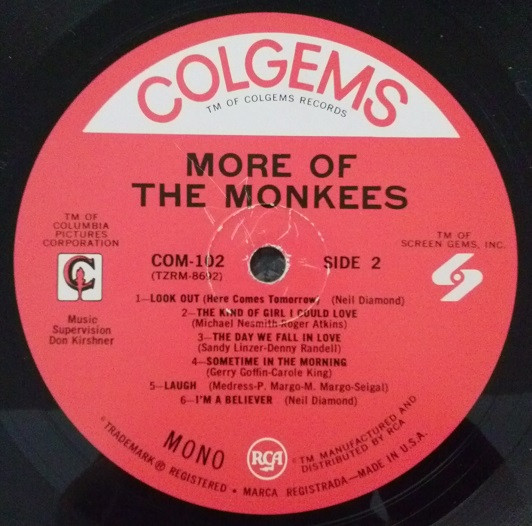 COLGEMS
TM OF COLGEMS RECORDS
MORE OF
THE MONKEES
TM OF
COLUMBIA
PICTURES
CORPORATION
TM OF
SCREEN GEMS, INC.
COM-102
(TZRM-8692)
SIDE 2
Music
Supervision
Don Kirshner
1—LOOK OUT (Here Comes Tomorrow) (Neil Diamond)
2—THE KIND OF GIRL I COULD LOVE
(Michael Nesmith-Roger Atkins)
3—THE DAY WE FALL IN LOVE
(Sandy Linzer-Denny Randell)
4—SOMETIME IN THE MORNING
(Gerry Goffin-Carole King)
5—LAUGH (Medress-P. Margo-M. Margo-Seigal)
6—I'M A BELIEVER (Neil Diamond)
MONO
RCA
®TM MANUFACTURED AND
DISTRIBUTED BY RCA
TRADEMARK ® REGISTERED • MARCA REGISTRADA—MADE IN U.S.A.